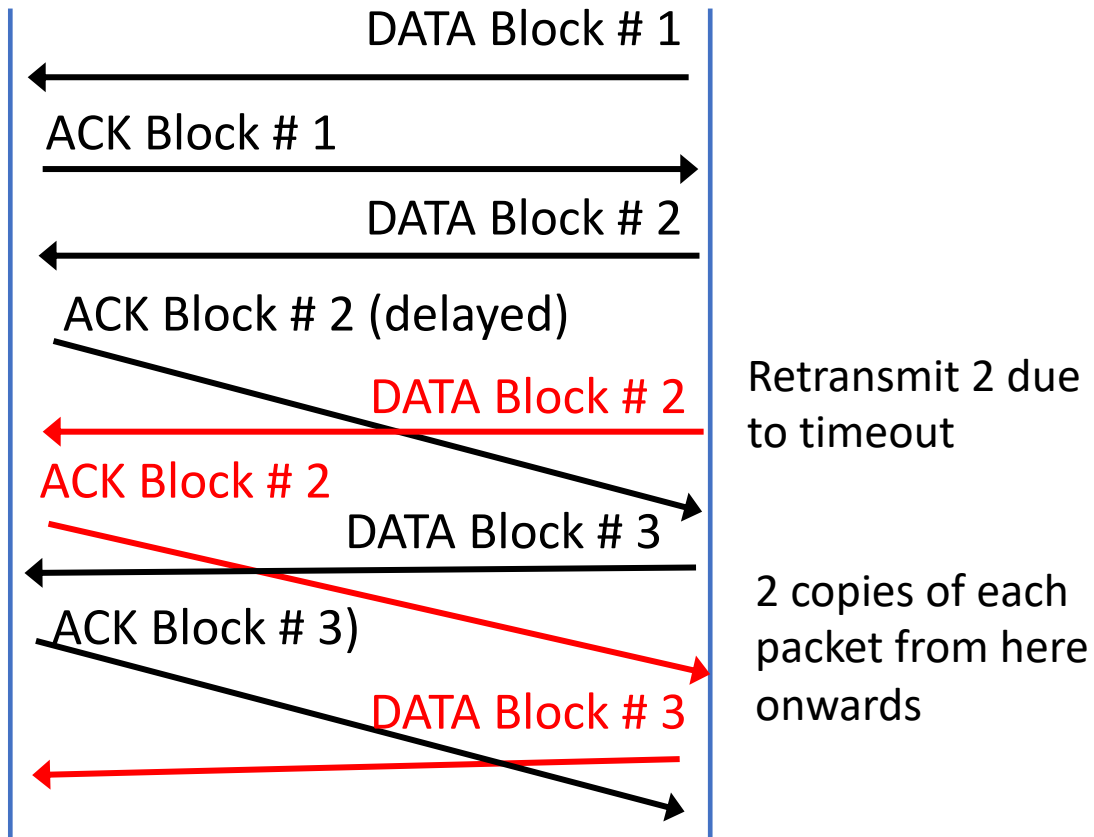 DATA Block # 1
ACK Block # 1
DATA Block # 2
ACK Block # 2 (delayed)
DATA Block # 2
Retransmit 2 due
to timeout
ACK Block # 2
DATA Block # 3
2 copies of each
packet from here
onwards
ACK Block # 3)
DATA Block # 3